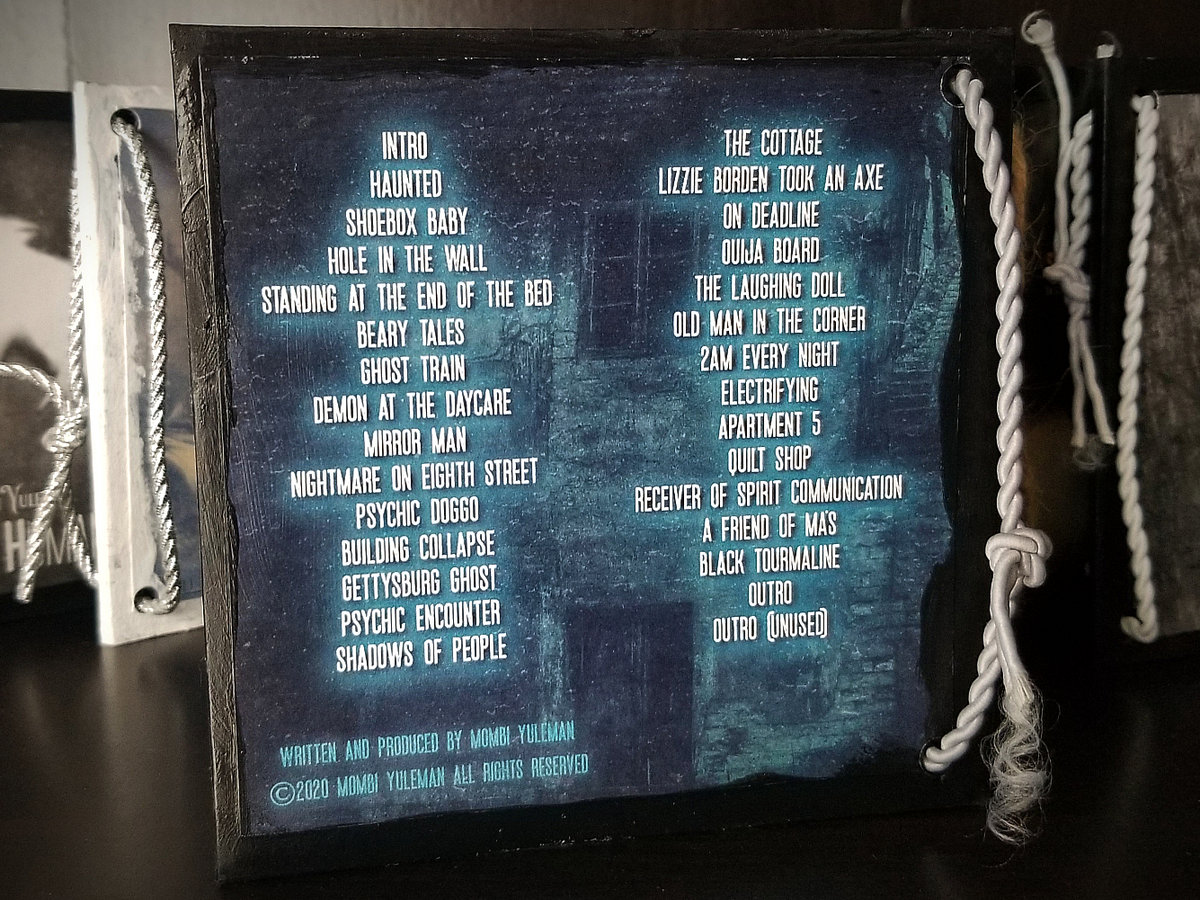 INTRO
HAUNTED
SHOEBOX BABY
HOLE IN THE WALL
STANDING AT THE END OF THE BED
BEARY TALES
GHOST TRAIN
DEMON AT THE DAYCARE
MIRROR MAN
NIGHTMARE ON EIGHTH STREET
PSYCHIC DOGGO
BUILDING COLLAPSE
GETTYSBURG GHOST
PSYCHIC ENCOUNTER
SHADOWS OF PEOPLE
THE COTTAGE
LIZZIE BORDEN TOOK AN AXE
ON DEADLINE
OUIJA BOARD
THE LAUGHING DOLL
OLD MAN IN THE CORNER
2AM EVERY NIGHT
ELECTRIFYING
APARTMENT 5
QUILT SHOP
RECEIVER OF SPIRIT COMMUNICATION
A FRIEND OF MA'S
BLACK TOURMALINE
OUTRO
OUTRO (UNUSED)
WRITTEN AND PRODUCED BY MOMBI YULEMAN
©2020 MOMBI YULEMAN ALL RIGHTS RESERVED